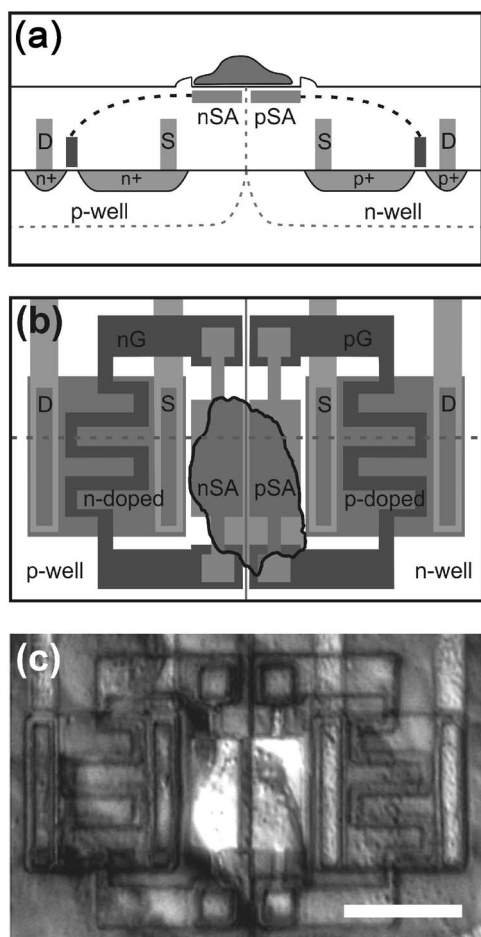 (a)
nSA pSA
D S S D
n+ n+ p+ p+
p-well n-well
(b)
nG pG
D S S D
nSA pSA
n-doped p-doped
p-well n-well
(c)